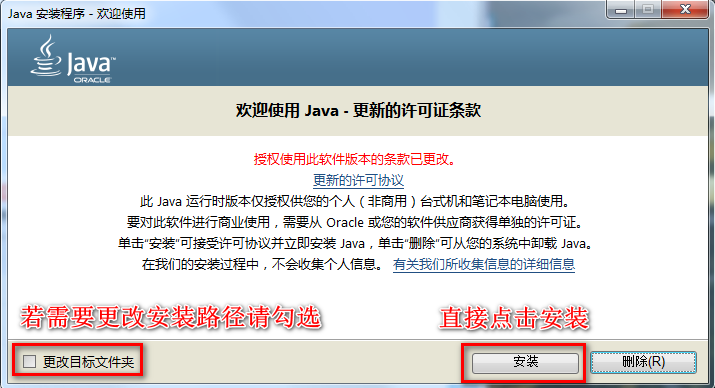 Java 安装程序 - 欢迎使用
Java™
ORACLE
欢迎使用 Java - 更新的许可证条款
授权使用此软件版本的条款已更改。
更新的许可协议
此 Java 运行时版本仅授权供您的个人（非商用）台式机和笔记本电脑使用。
要对此软件进行商业使用，需要从 Oracle 或您的软件供应商获得单独的许可证。
单击“安装”可接受许可协议并立即安装 Java，单击“删除”可从您的系统中卸载 Java。
在我们的安装过程中，不会收集个人信息。 有关我们所收集信息的详细信息
若需要更改安装路径请勾选 直接点击安装
更改目标文件夹 安装 删除(R)